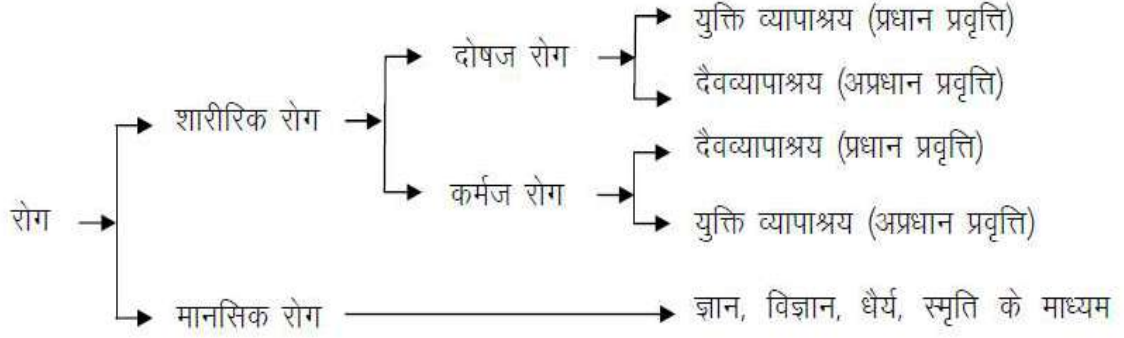 युक्ति व्यापाश्रय (प्रधान प्रवृत्ति)
दोषज रोग
दैवव्यापाश्रय (अप्रधान प्रवृत्ति)
शारीरिक रोग
दैवव्यापाश्रय (प्रधान प्रवृत्ति)
कर्मज रोग
रोग
युक्ति व्यापाश्रय (अप्रधान प्रवृत्ति)
मानसिक रोग
ज्ञान, विज्ञान, धैर्य, स्मृति के माध्यम